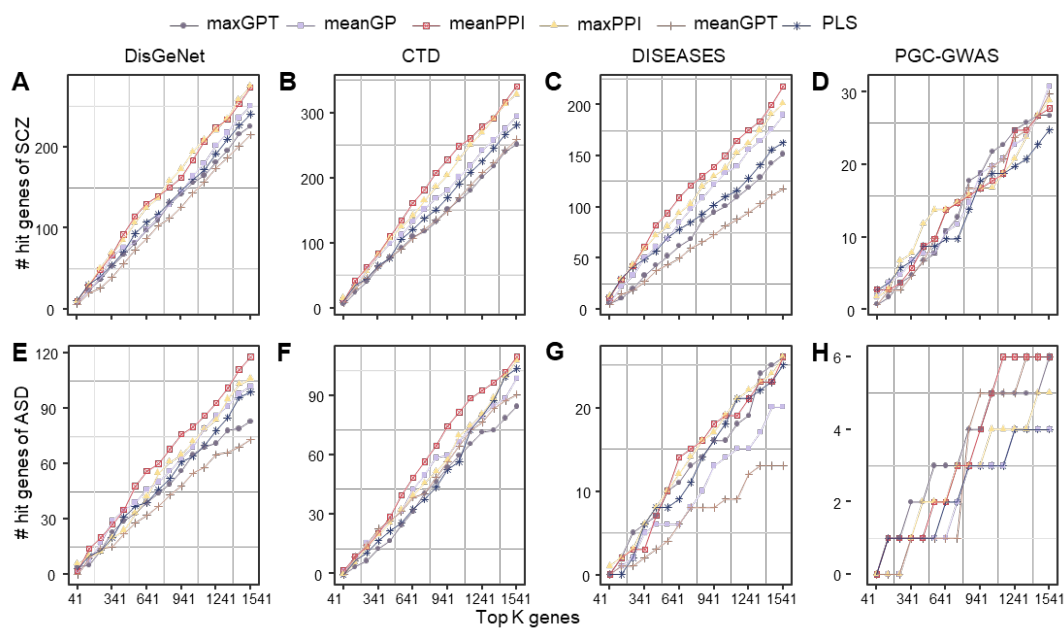 maxGPT meanGP meanPPI maxPPI meanGPT PLS
DisGeNet CTD DISEASES PGC-GWAS
A B C D
# hit genes of SCZ
0 100 200
0 100 200 300
0 50 100 150 200
0 10 20 30
E F G H
# hit genes of ASD
0 30 60 90 120
0 30 60 90
0 10 20
0 2 4 6
41 341 641 941 1241 1541
41 341 641 941 1241 1541
41 341 641 941 1241 1541
41 341 641 941 1241 1541
Top K genes